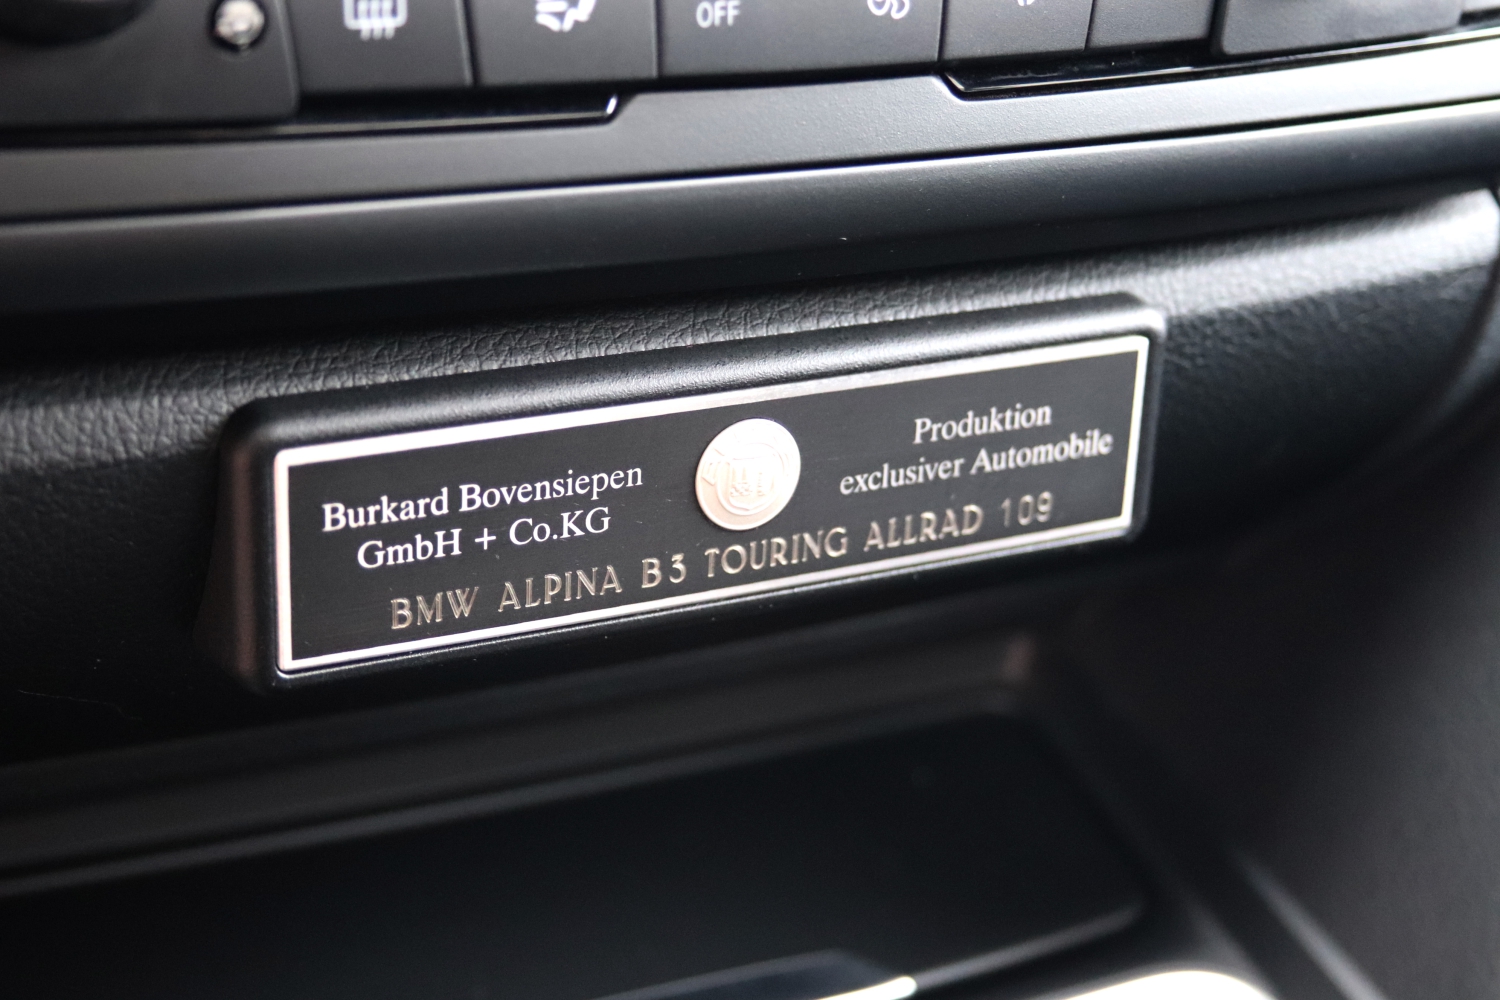 OFF
Burkard Bovensiepen
GmbH + Co.KG
Produktion
exclusiver Automobile
BMW ALPINA B3 TOURING ALLRAD 109